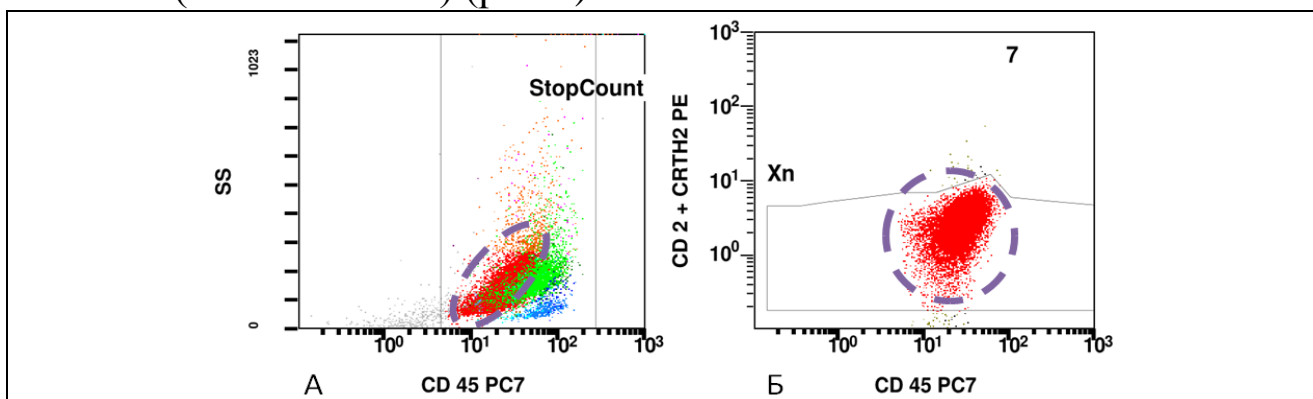 1023
SS
0
StopCount
10⁰ 10¹ 10² 10³
А CD 45 PC7
10³
10²
10¹
10⁰
CD 2 + CRTH2 PE
7
Xn
10⁰ 10¹ 10² 10³
Б CD 45 PC7